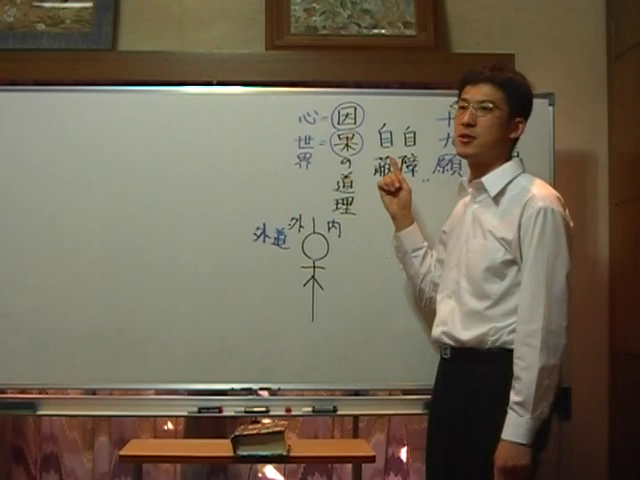 十九願
自障
自蔽
因果の道理
心＝
世界＝
内
外
外道